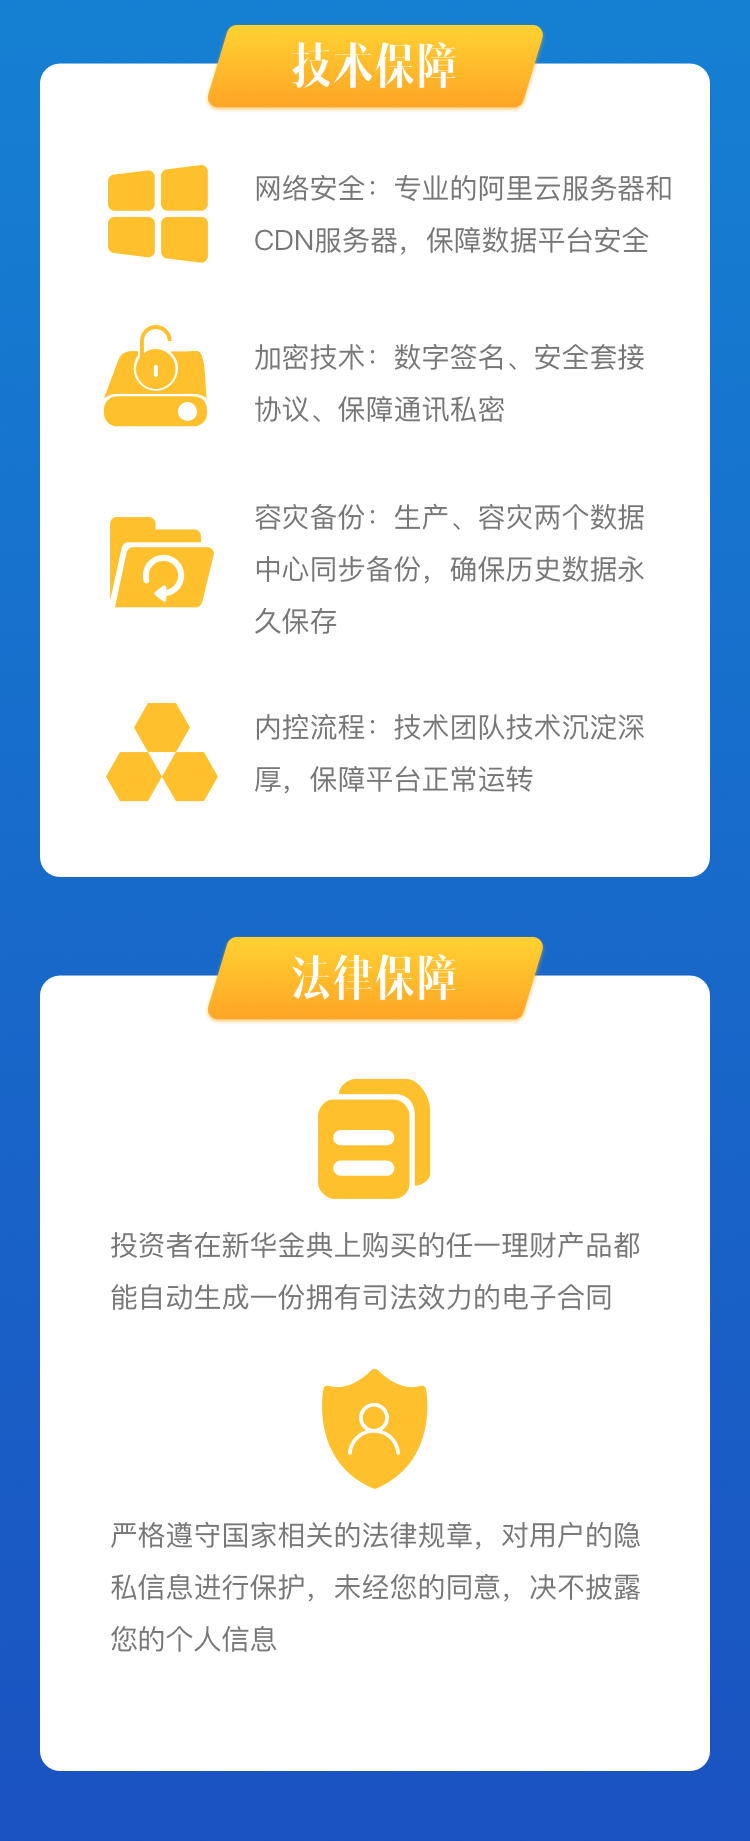 技术保障
网络安全：专业的阿里云服务器和
CDN服务器，保障数据平台安全
加密技术：数字签名、安全套接
协议、保障通讯私密
容灾备份：生产、容灾两个数据
中心同步备份，确保历史数据永
久保存
内控流程：技术团队技术沉淀深
厚，保障平台正常运转
法律保障
投资者在新华金典上购买的任一理财产品都
能自动生成一份拥有司法效力的电子合同
严格遵守国家相关的法律规章，对用户的隐
私信息进行保护，未经您的同意，决不披露
您的个人信息